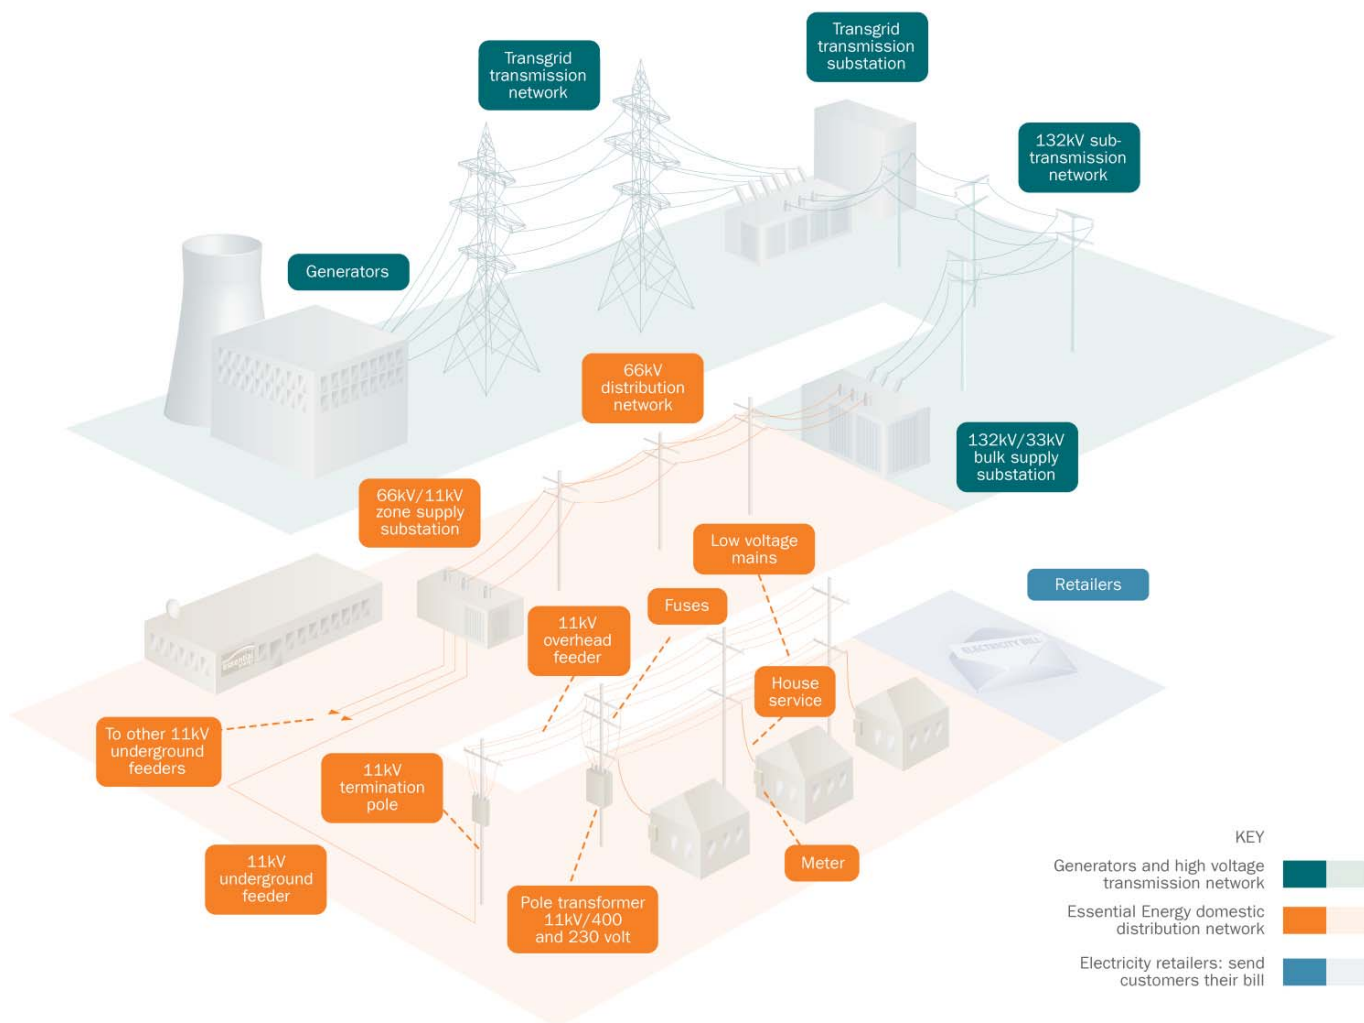 Transgrid
transmission
substation
Transgrid
transmission
network
132kV sub-
transmission
network
Generators
66kV
distribution
network
132kV/33kV
bulk supply
substation
66kV/11kV
zone supply
substation
Low voltage
mains
Retailers
ELECTRICITY BILL
Fuses
11kV
overhead
feeder
Essential
House
service
To other 11kV
underground
feeders
11kV
termination
pole
11kV
underground
feeder
Meter
Pole transformer
11kV/400
and 230 volt
KEY
Generators and high voltage
transmission network
Essential Energy domestic
distribution network
Electricity retailers: send
customers their bill